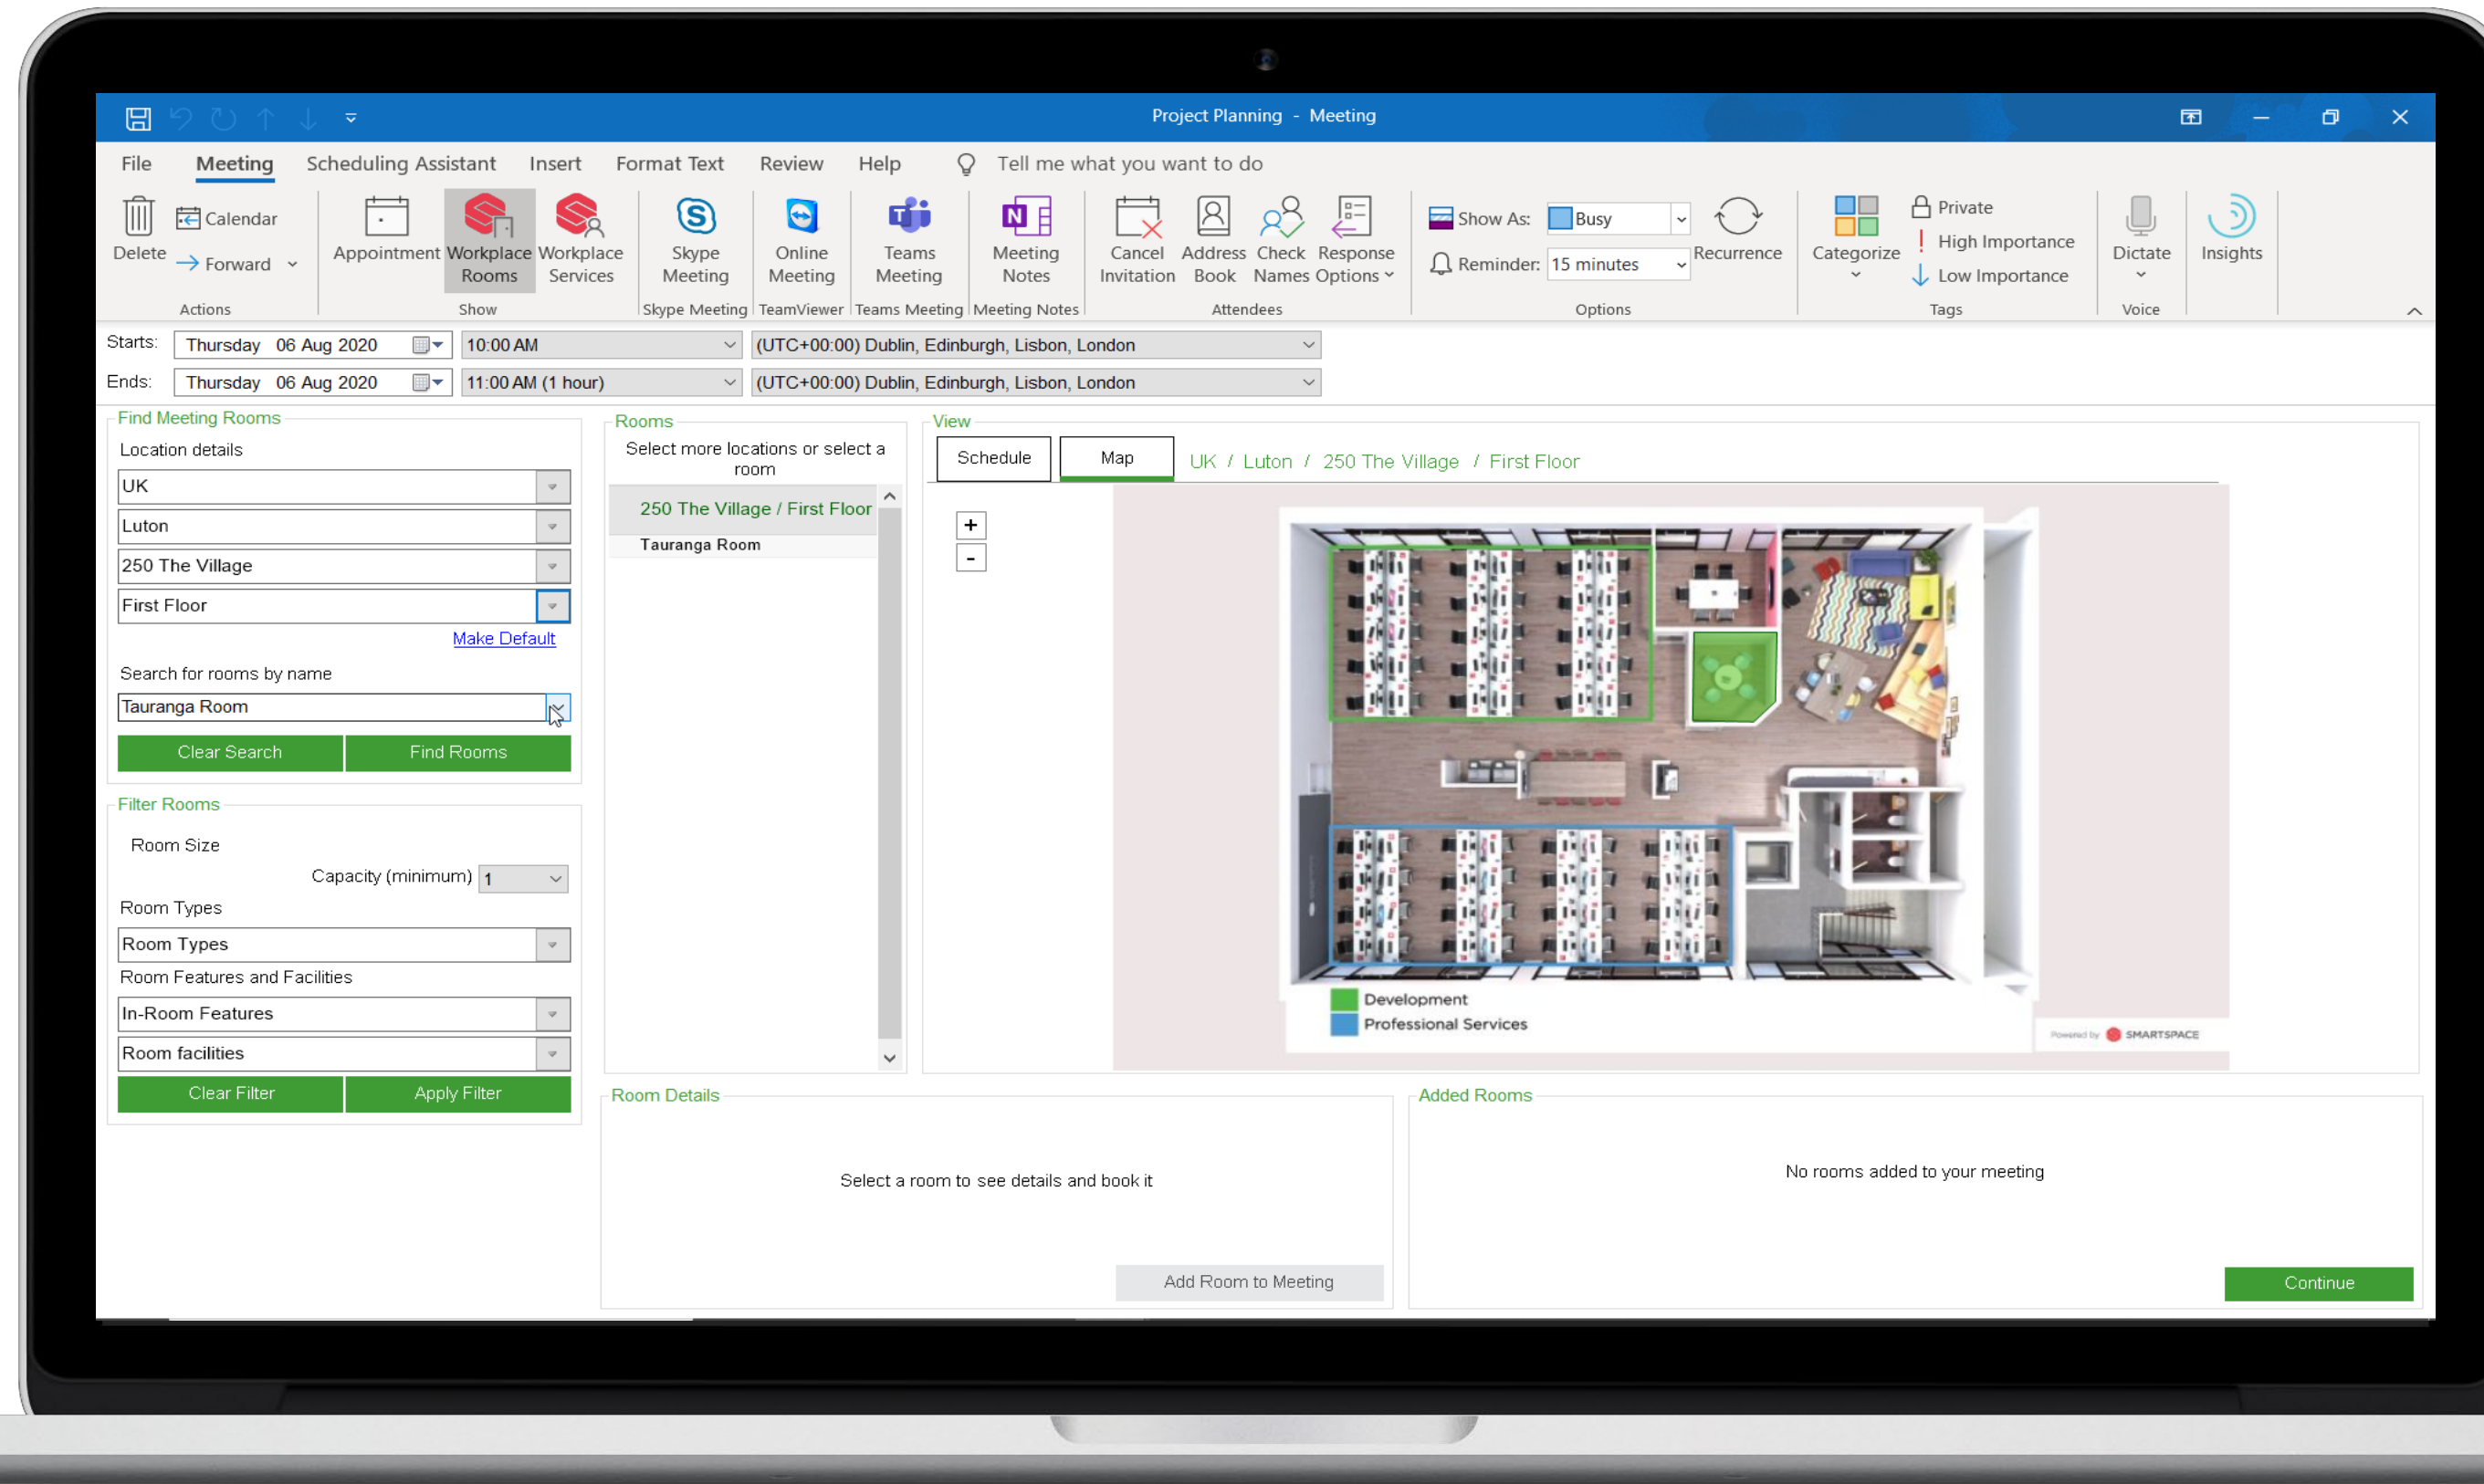 Project Planning - Meeting
File Meeting Scheduling Assistant Insert Format Text Review Help Tell me what you want to do
Delete
Calendar
Forward
Actions
Appointment
Workplace Rooms
Workplace Services
Show
Skype Meeting
Skype Meeting
Online Meeting
TeamViewer
Teams Meeting
Teams Meeting
Meeting Notes
Meeting Notes
Cancel Invitation
Address Book
Check Names
Response Options
Attendees
Show As: Busy
Reminder: 15 minutes
Recurrence
Options
Categorize
Private
High Importance
Low Importance
Tags
Dictate
Voice
Insights
Starts: Thursday 06 Aug 2020 10:00 AM (UTC+00:00) Dublin, Edinburgh, Lisbon, London
Ends: Thursday 06 Aug 2020 11:00 AM (1 hour) (UTC+00:00) Dublin, Edinburgh, Lisbon, London
Find Meeting Rooms
Location details
UK
Luton
250 The Village
First Floor
Make Default
Search for rooms by name
Tauranga Room
Clear Search Find Rooms
Filter Rooms
Room Size
Capacity (minimum) 1
Room Types
Room Types
Room Features and Facilities
In-Room Features
Room facilities
Clear Filter Apply Filter
Rooms
Select more locations or select a
room
250 The Village / First Floor
Tauranga Room
View
Schedule Map UK / Luton / 250 The Village / First Floor
+
-
Development
Professional Services
Powered by SMARTSPACE
Room Details
Select a room to see details and book it
Add Room to Meeting
Added Rooms
No rooms added to your meeting
Continue